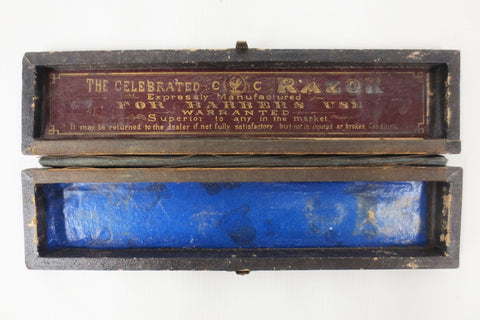 THE CELEBRATED C C RAZOR
Expressly Manufactured
FOR BARBERS USE
WARRANTED
Superior to any in the market
It may be returned to the dealer if not fully satisfactory but not in injured or broken Condition.